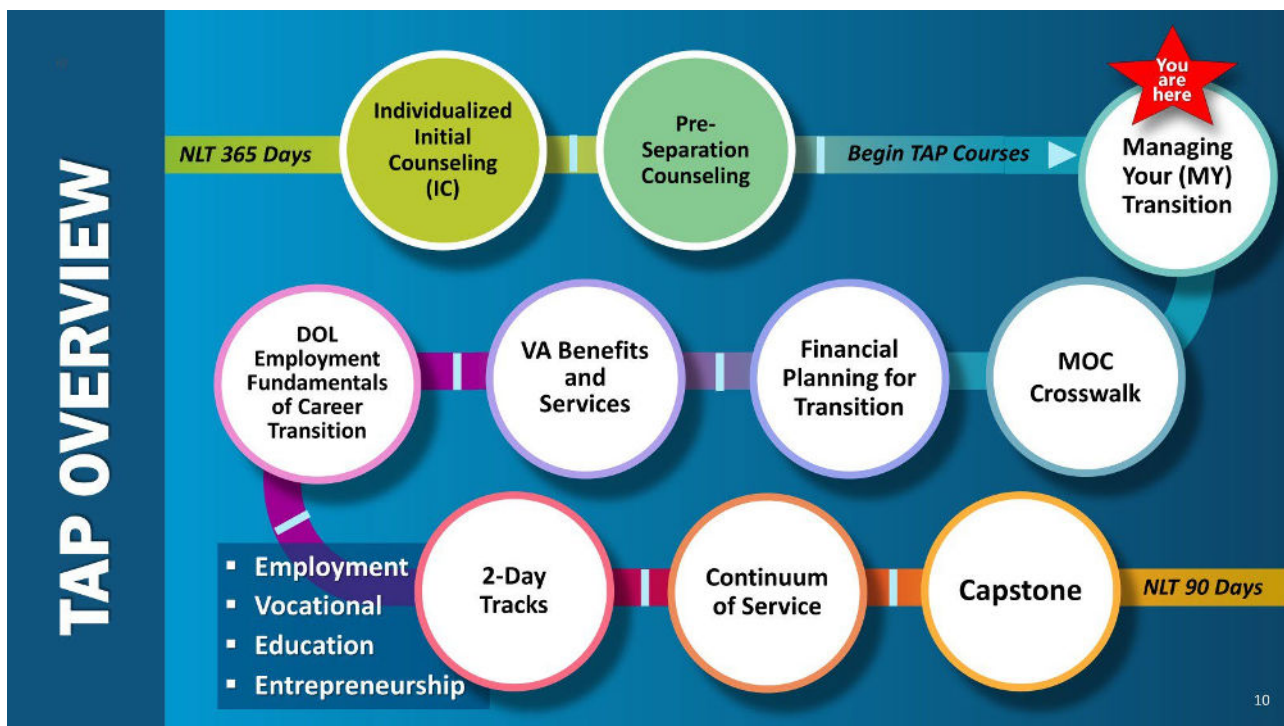 TAP OVERVIEW
NLT 365 Days
Individualized
Initial
Counseling
(IC)
Pre-
Separation
Counseling
Begin TAP Courses
You
are
here
Managing
Your (MY)
Transition
MOC
Crosswalk
Financial
Planning for
Transition
VA Benefits
and
Services
DOL
Employment
Fundamentals
of Career
Transition
▪ Employment
▪ Vocational
▪ Education
▪ Entrepreneurship
2-Day
Tracks
Continuum
of Service
Capstone
NLT 90 Days
10